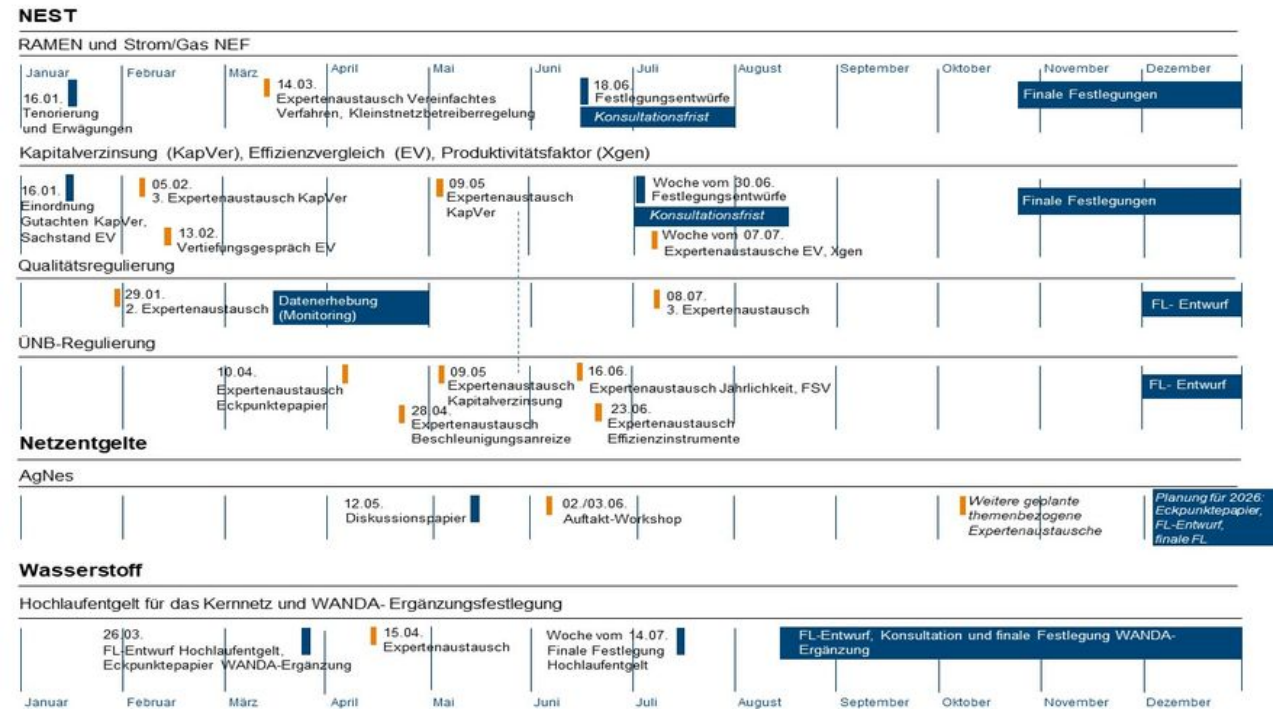 NEST
RAMEN und Strom/Gas NEF
Januar
Februar
März
April
Mai
Juni
Juli
August
September
Oktober
November
Dezember
16.01.
Tenorierung
und Erwägungen
14.03.
Expertenaustausch Vereinfachtes
Verfahren, Kleinstnetzbetreiberregelung
18.06.
Festlegungsentwürfe
Konsultationsfrist
Finale Festlegungen
Kapitalverzinsung (KapVer), Effizienzvergleich (EV), Produktivitätsfaktor (Xgen)
16.01.
Einordnung
Gutachten KapVer,
Sachstand EV
05.02.
3. Expertenaustausch KapVer
13.02.
Vertiefungsgespräch EV
09.05
Expertenaustausch
KapVer
Woche vom 30.06.
Festlegungsentwürfe
Konsultationsfrist
Woche vom 07.07.
Expertenaustausche EV, Xgen
Finale Festlegungen
Qualitätsregulierung
29.01.
2. Expertenaustausch
Datenerhebung
(Monitoring)
08.07.
3. Expertenaustausch
FL- Entwurf
ÜNB-Regulierung
10.04.
Expertenaustausch
Eckpunktepapier
28.04.
Expertenaustausch
Beschleunigungsanreize
09.05
Expertenaustausch
Kapitalverzinsung
16.06.
Expertenaustausch Jährlichkeit, FSV
23.06.
Expertenaustausch
Effizienzinstrumente
FL- Entwurf
Netzentgelte
AgNes
12.05.
Diskussionspapier
02./03.06.
Auftakt-Workshop
Weitere geplante
themenbezogene
Expertenaustausche
Planung für 2026:
Eckpunktepapier,
FL-Entwurf,
finale FL
Wasserstoff
Hochlaufentgelt für das Kernnetz und WANDA- Ergänzungsfestlegung
26.03.
FL-Entwurf Hochlaufentgelt,
Eckpunktepapier WANDA-Ergänzung
15.04.
Expertenaustausch
Woche vom 14.07.
Finale Festlegung
Hochlaufentgelt
FL-Entwurf, Konsultation und finale Festlegung WANDA-
Ergänzung
Januar
Februar
März
April
Mai
Juni
Juli
August
September
Oktober
November
Dezember